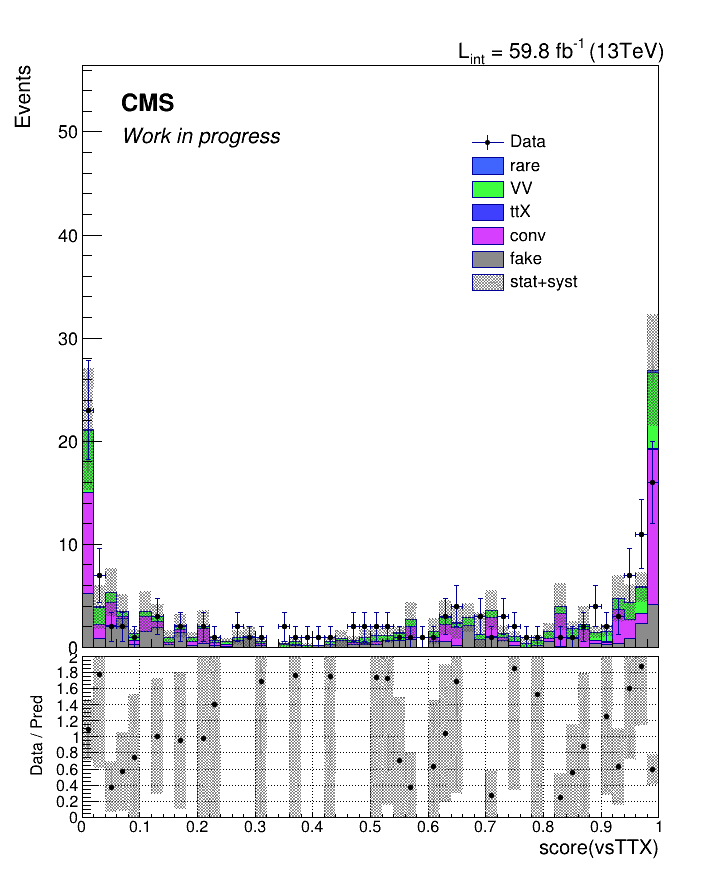 L_int = 59.8 fb^-1 (13TeV)
Events
CMS
Work in progress
Data
rare
VV
ttX
conv
fake
stat+syst
50
40
30
20
10
0
Data / Pred
2
1.8
1.6
1.4
1.2
1
0.8
0.6
0.4
0.2
0
0 0.1 0.2 0.3 0.4 0.5 0.6 0.7 0.8 0.9 1
score(vsTTX)